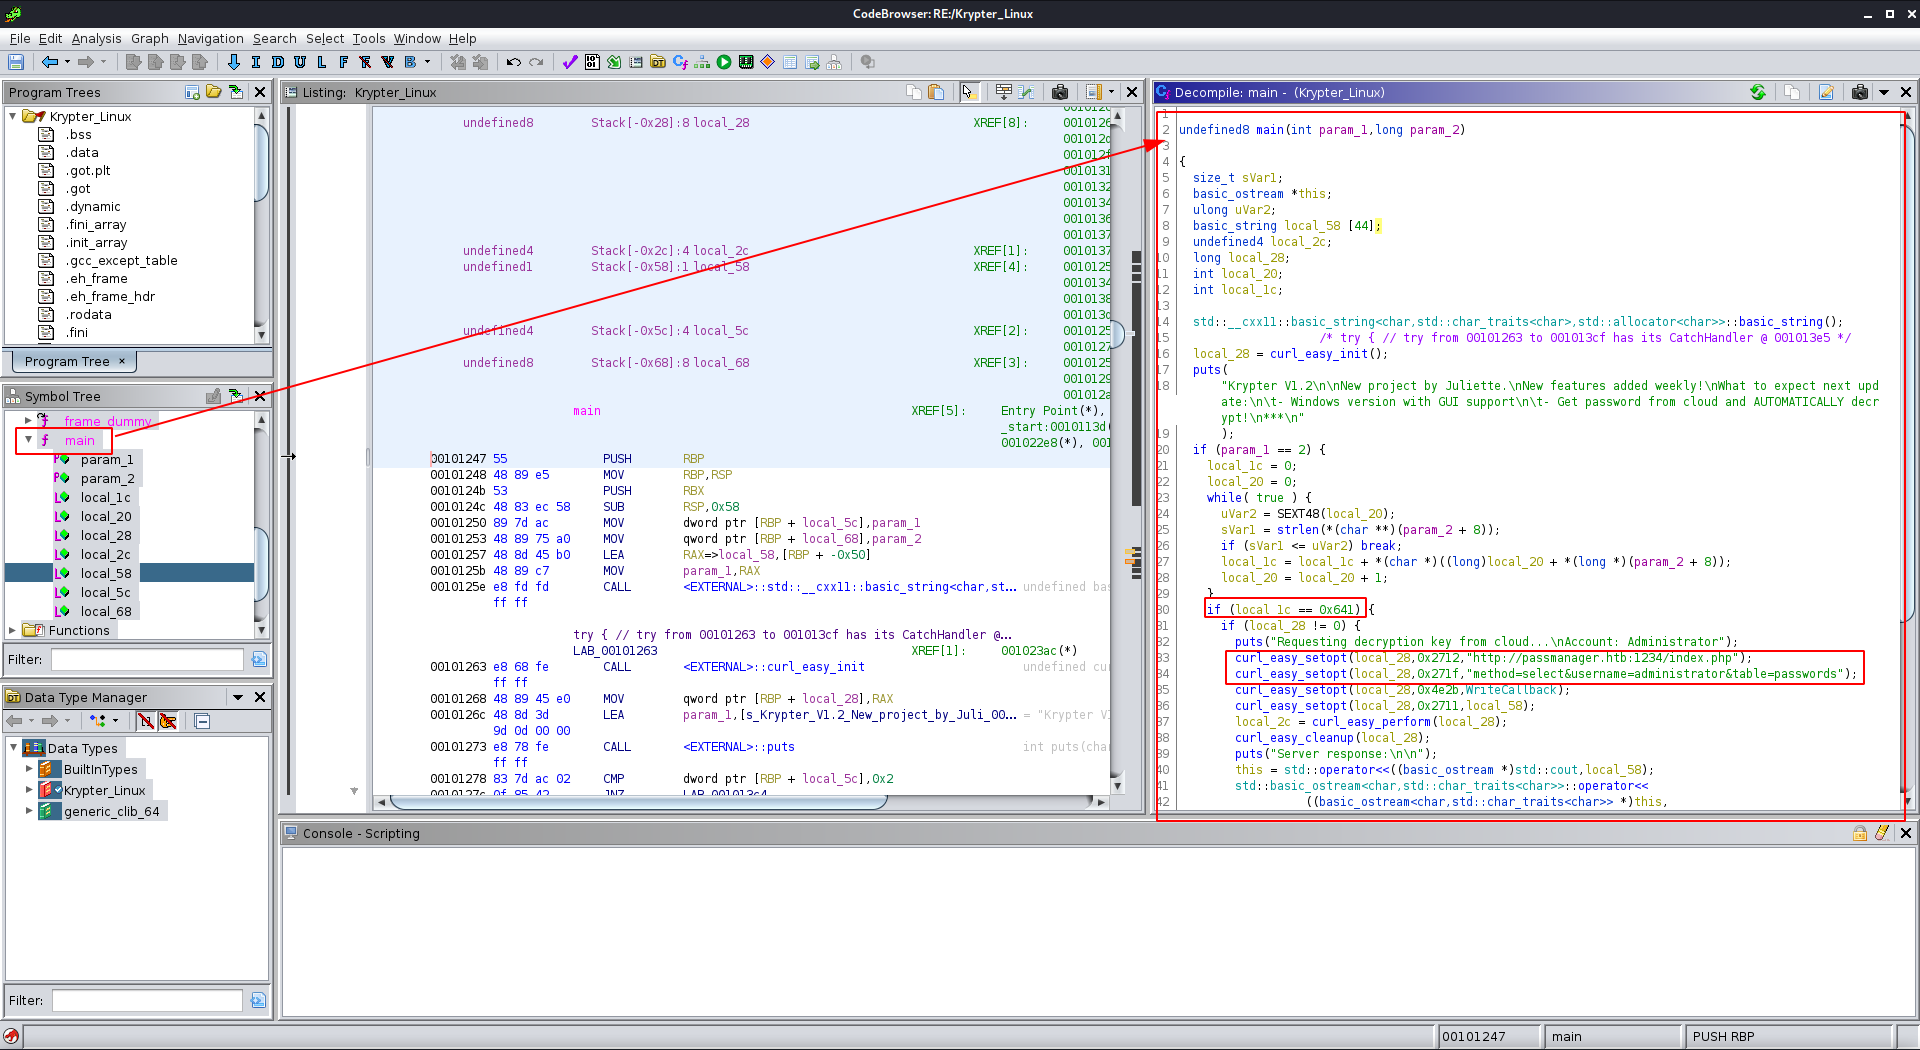 CodeBrowser: RE:/Krypter_Linux
File Edit Analysis Graph Navigation Search Select Tools Window Help
I D U L F B
Program Trees
Krypter_Linux
.bss
.data
.got.plt
.got
.dynamic
.fini_array
.init_array
.gcc_except_table
.eh_frame
.eh_frame_hdr
.rodata
.fini
Program Tree ×
Symbol Tree
f frame_dummy
f main
param_1
param_2
local_1c
local_20
local_28
local_2c
local_58
local_5c
local_68
Functions
Filter:
Data Type Manager
Data Types
BuiltInTypes
Krypter_Linux
generic_clib_64
Filter:
Listing: Krypter_Linux
undefined8 Stack[-0x28]:8 local_28 XREF[8]: 0010126
undefined4 Stack[-0x2c]:4 local_2c XREF[1]: 0010137
undefined1 Stack[-0x58]:1 local_58 XREF[4]: 0010125
0010134
0010138
undefined4 Stack[-0x5c]:4 local_5c XREF[2]: 0010125
0010127
undefined8 Stack[-0x68]:8 local_68 XREF[3]: 0010125
0010129
main XREF[5]: Entry Point(*),
_start:0010113d(
001022e8(*), 001
00101247 55 PUSH RBP
00101248 48 89 e5 MOV RBP,RSP
0010124b 53 PUSH RBX
0010124c 48 83 ec 58 SUB RSP,0x58
00101250 89 7d ac MOV dword ptr [RBP + local_5c],param_1
00101253 48 89 75 a0 MOV qword ptr [RBP + local_68],param_2
00101257 48 8d 45 b0 LEA RAX=>local_58,[RBP + -0x50]
0010125b 48 89 c7 MOV param_1,RAX
0010125e e8 fd fd CALL <EXTERNAL>::std::__cxx11::basic_string<char,st... undefined bas
ff ff
try { // try from 00101263 to 001013cf has its CatchHandler @...
LAB_00101263 XREF[1]: 001023ac(*)
00101263 e8 68 fe CALL <EXTERNAL>::curl_easy_init undefined cur
ff ff
00101268 48 89 45 e0 MOV qword ptr [RBP + local_28],RAX
0010126c 48 8d 3d LEA param_1,[s_Krypter_V1.2_New_project_by_Juli_00... = "Krypter V1
9d 0d 00 00
00101273 e8 78 fe CALL <EXTERNAL>::puts int puts(char
ff ff
00101278 83 7d ac 02 CMP dword ptr [RBP + local_5c],0x2
0010127c 0f 85 42 JNZ LAB_001013c4
Decompile: main - (Krypter_Linux)
1
2 undefined8 main(int param_1,long param_2)
3
4 {
5 size_t sVar1;
6 basic_ostream *this;
7 ulong uVar2;
8 basic_string local_58 [44];
9 undefined4 local_2c;
10 long local_28;
11 int local_20;
12 int local_1c;
13
14 std::__cxx11::basic_string<char,std::char_traits<char>,std::allocator<char>>::basic_string();
15 /* try { // try from 00101263 to 001013cf has its CatchHandler @ 001013e5 */
16 local_28 = curl_easy_init();
17 puts(
18 "Krypter V1.2\n\nNew project by Juliette.\nNew features added weekly!\nWhat to expect next upd
ate:\n\t- Windows version with GUI support\n\t- Get password from cloud and AUTOMATICALLY decr
ypt!\n***\n"
19 );
20 if (param_1 == 2) {
21 local_1c = 0;
22 local_20 = 0;
23 while( true ) {
24 uVar2 = SEXT48(local_20);
25 sVar1 = strlen(*(char **)(param_2 + 8));
26 if (sVar1 <= uVar2) break;
27 local_1c = local_1c + *(char *)((long)local_20 + *(long *)(param_2 + 8));
28 local_20 = local_20 + 1;
29 }
30 if (local_1c == 0x641) {
31 if (local_28 != 0) {
32 puts("Requesting decryption key from cloud...\nAccount: Administrator");
33 curl_easy_setopt(local_28,0x2712,"http://passmanager.htb:1234/index.php");
34 curl_easy_setopt(local_28,0x271f,"method=select&username=administrator&table=passwords");
35 curl_easy_setopt(local_28,0x4e2b,WriteCallback);
36 curl_easy_setopt(local_28,0x2711,local_58);
37 local_2c = curl_easy_perform(local_28);
38 curl_easy_cleanup(local_28);
39 puts("Server response:\n\n");
40 this = std::operator<<((basic_ostream *)std::cout,local_58);
41 std::basic_ostream<char,std::char_traits<char>>::operator<<
42 ((basic_ostream<char,std::char_traits<char>> *)this,
Console - Scripting
00101247 main PUSH RBP